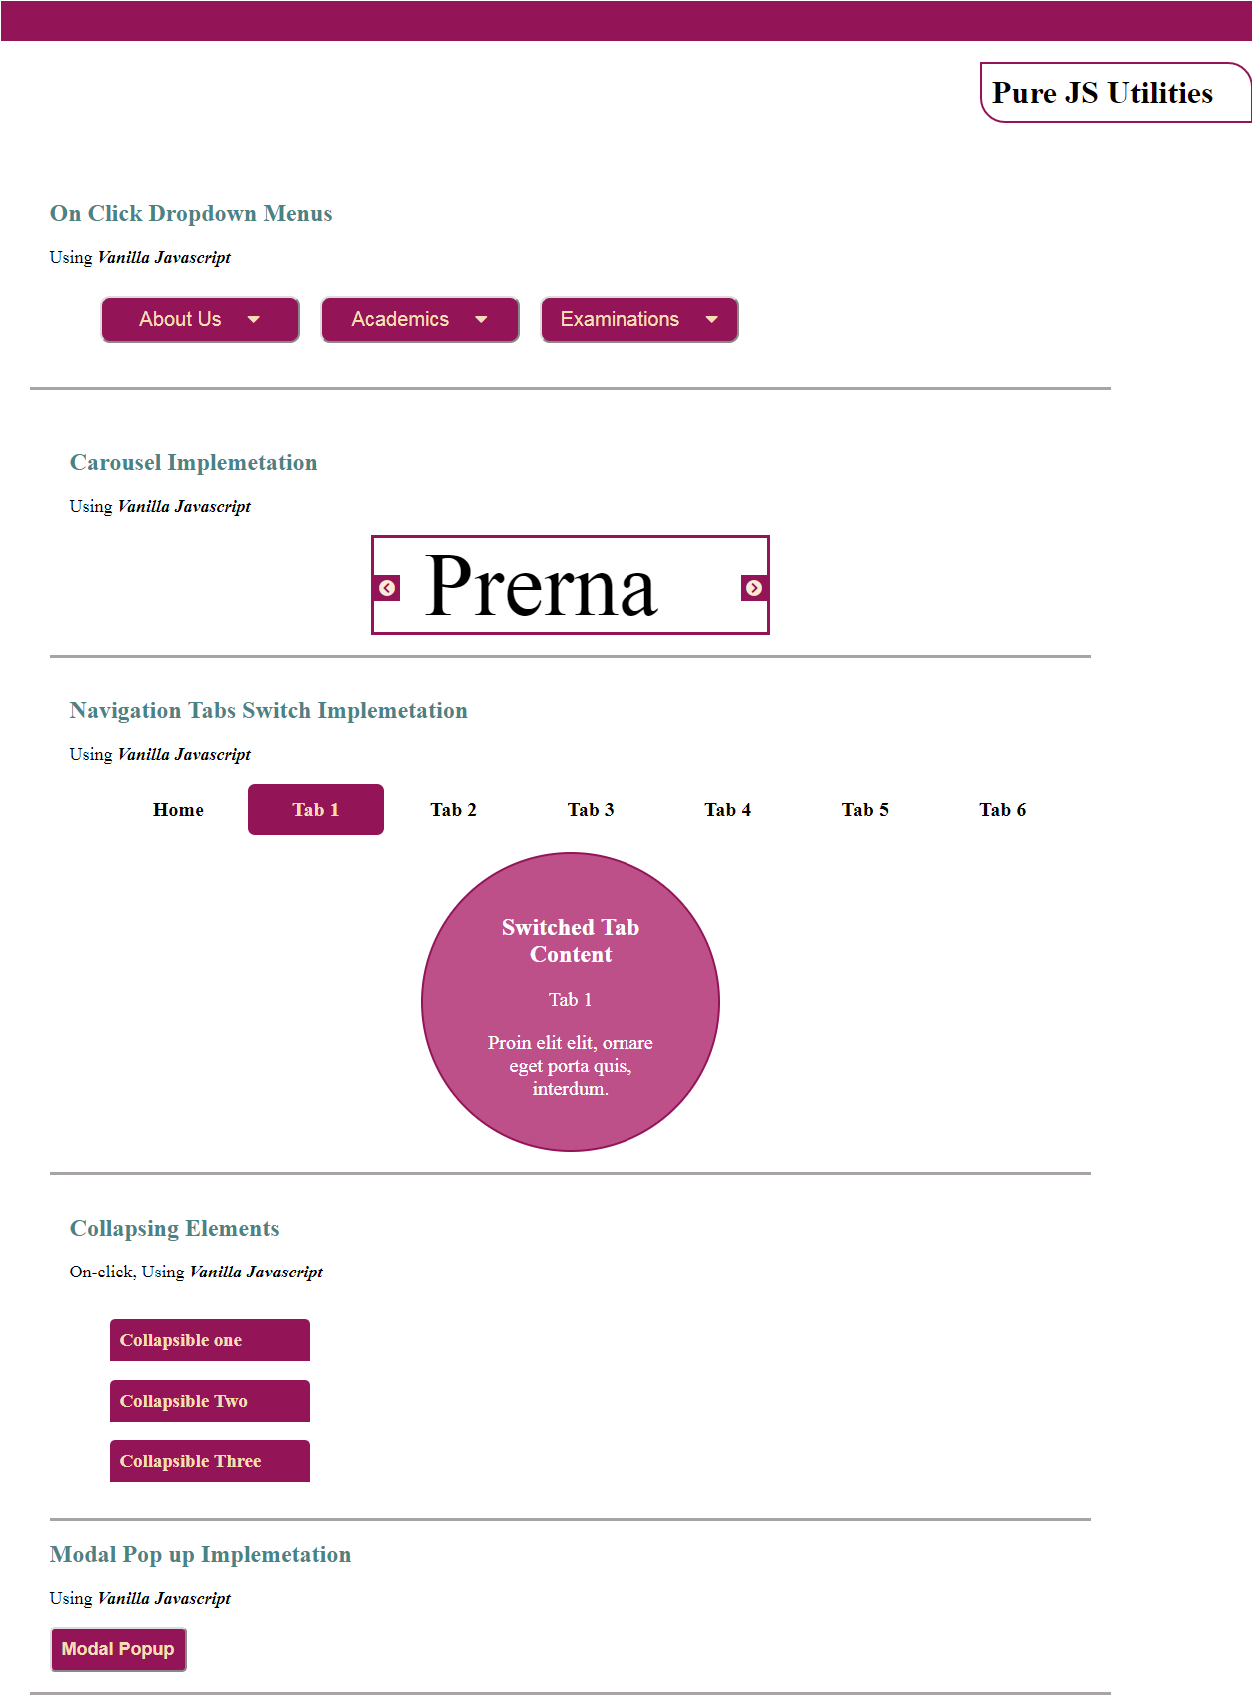 Pure JS Utilities
On Click Dropdown Menus
Using Vanilla Javascript
About Us
Academics
Examinations
Carousel Implemetation
Using Vanilla Javascript
Prerna
Navigation Tabs Switch Implemetation
Using Vanilla Javascript
Home Tab 1 Tab 2 Tab 3 Tab 4 Tab 5 Tab 6
Switched Tab
Content
Tab 1
Proin elit elit, ornare
eget porta quis,
interdum.
Collapsing Elements
On-click, Using Vanilla Javascript
Collapsible one
Collapsible Two
Collapsible Three
Modal Pop up Implemetation
Using Vanilla Javascript
Modal Popup